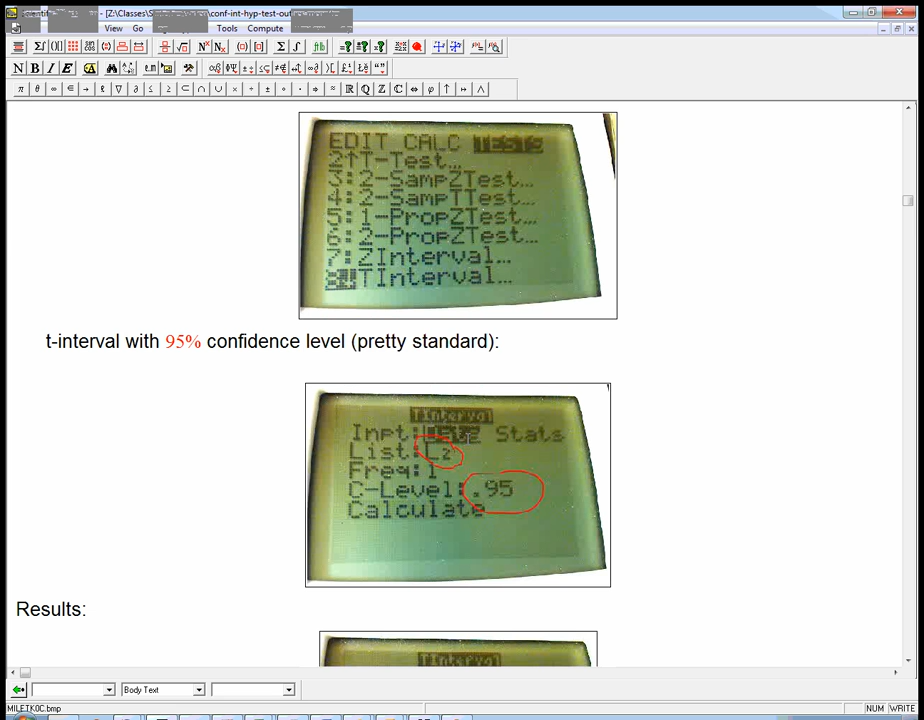 [Z:\Classes\S
conf-int-hyp-test-out
View Go Tools Compute
EDIT CALC TESTS
2↑T-Test…
3:2-SampZTest…
4:2-SampTTest…
5:1-PropZTest…
6:2-PropZTest…
7:ZInterval…
8:TInterval…
t-interval with 95% confidence level (pretty standard):
TInterval
Inpt:Data Stats
List:L2
Freq:1
C-Level:.95
Calculate
Results:
TInterval
Body Text
MILETK0C.bmp
NUM WRITE